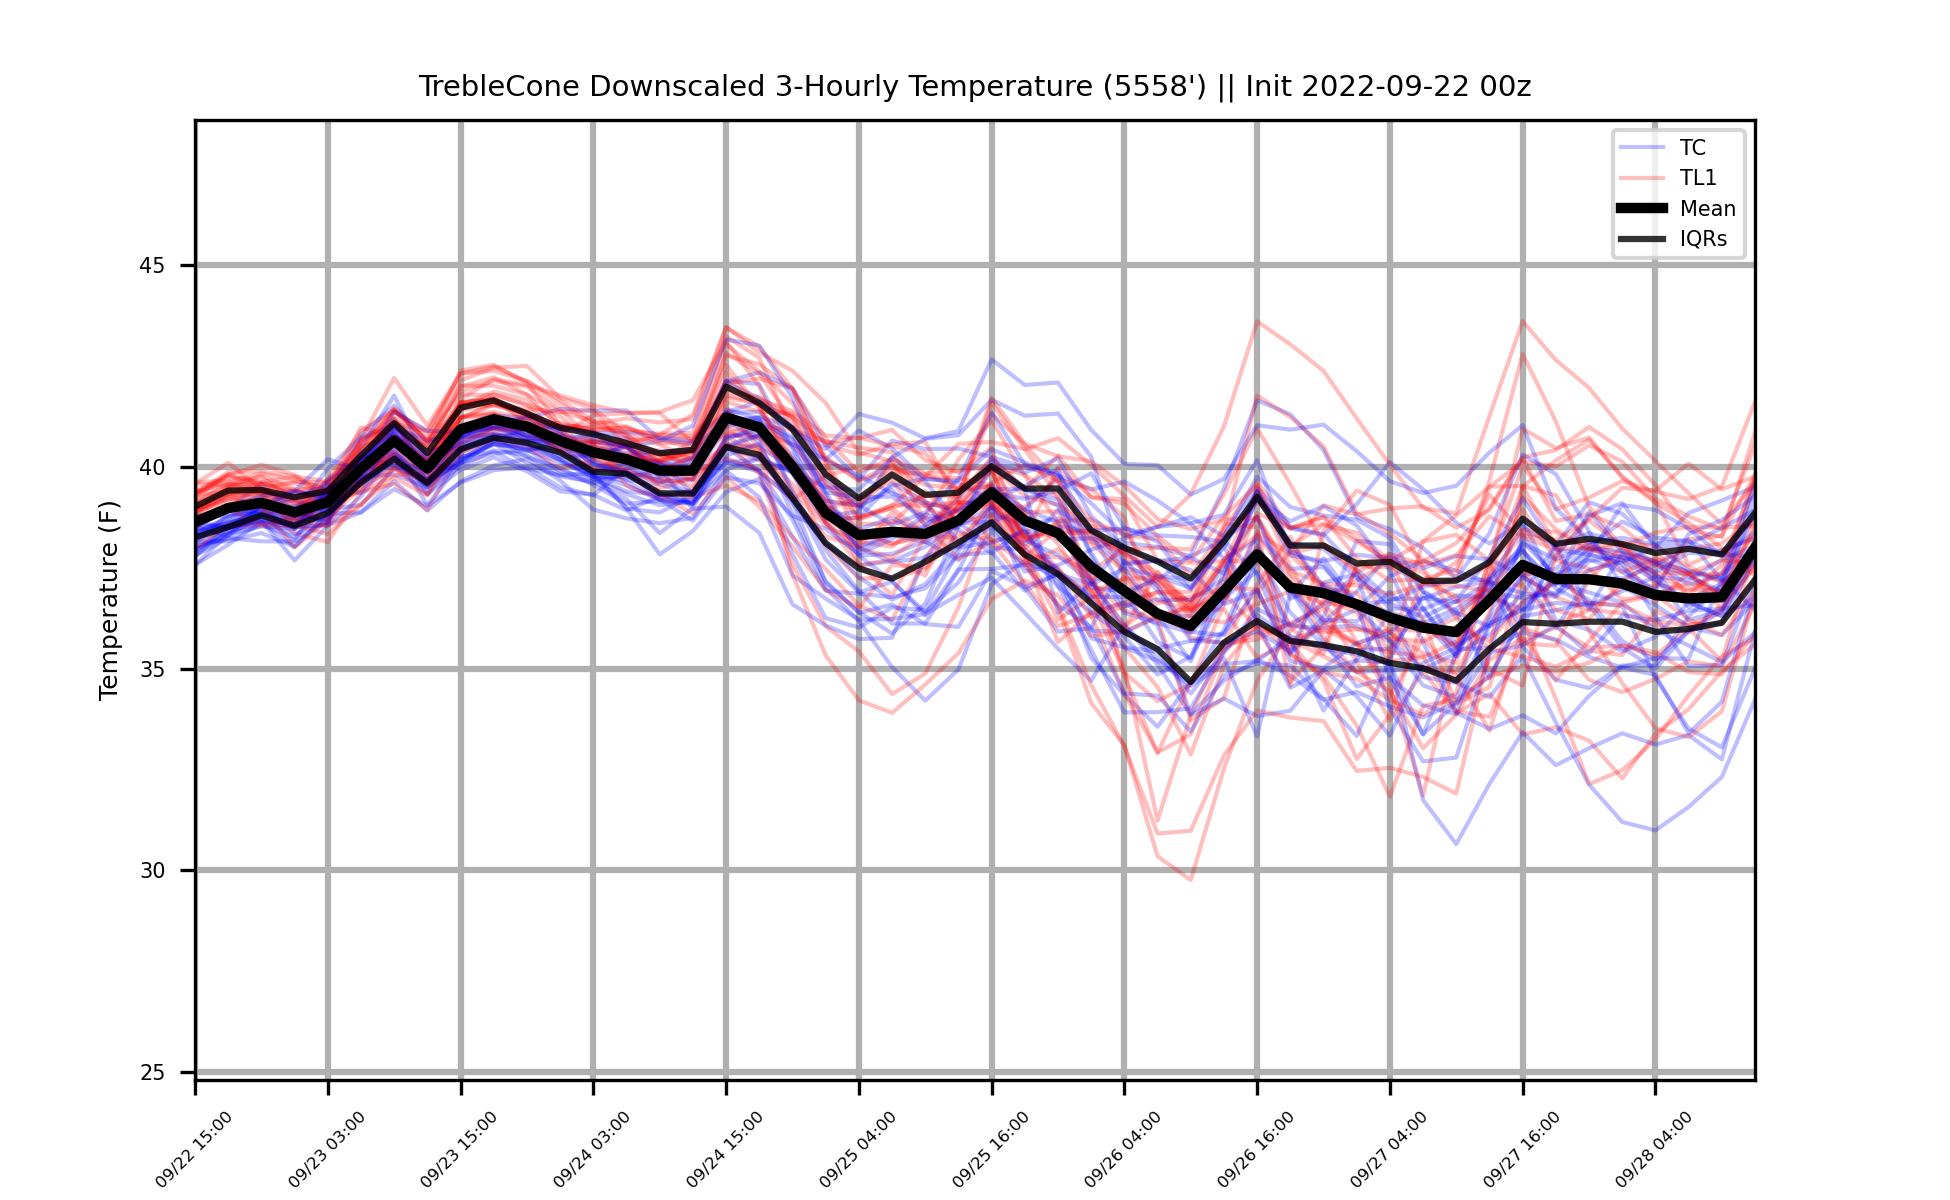 TrebleCone Downscaled 3-Hourly Temperature (5558') || Init 2022-09-22 00z
TC
TL1
Mean
IQRs
Temperature (F)
45
40
35
30
25
09/22 15:00
09/23 03:00
09/23 15:00
09/24 03:00
09/24 15:00
09/25 04:00
09/25 16:00
09/26 04:00
09/26 16:00
09/27 04:00
09/27 16:00
09/28 04:00